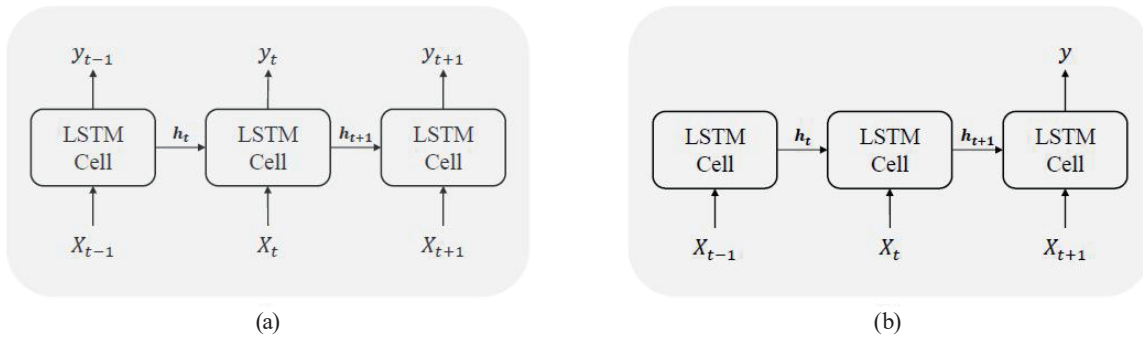 y_{t-1} y_t y_{t+1}
LSTM Cell h_t LSTM Cell h_{t+1} LSTM Cell
X_{t-1} X_t X_{t+1}
(a)
y
LSTM Cell h_t LSTM Cell h_{t+1} LSTM Cell
X_{t-1} X_t X_{t+1}
(b)